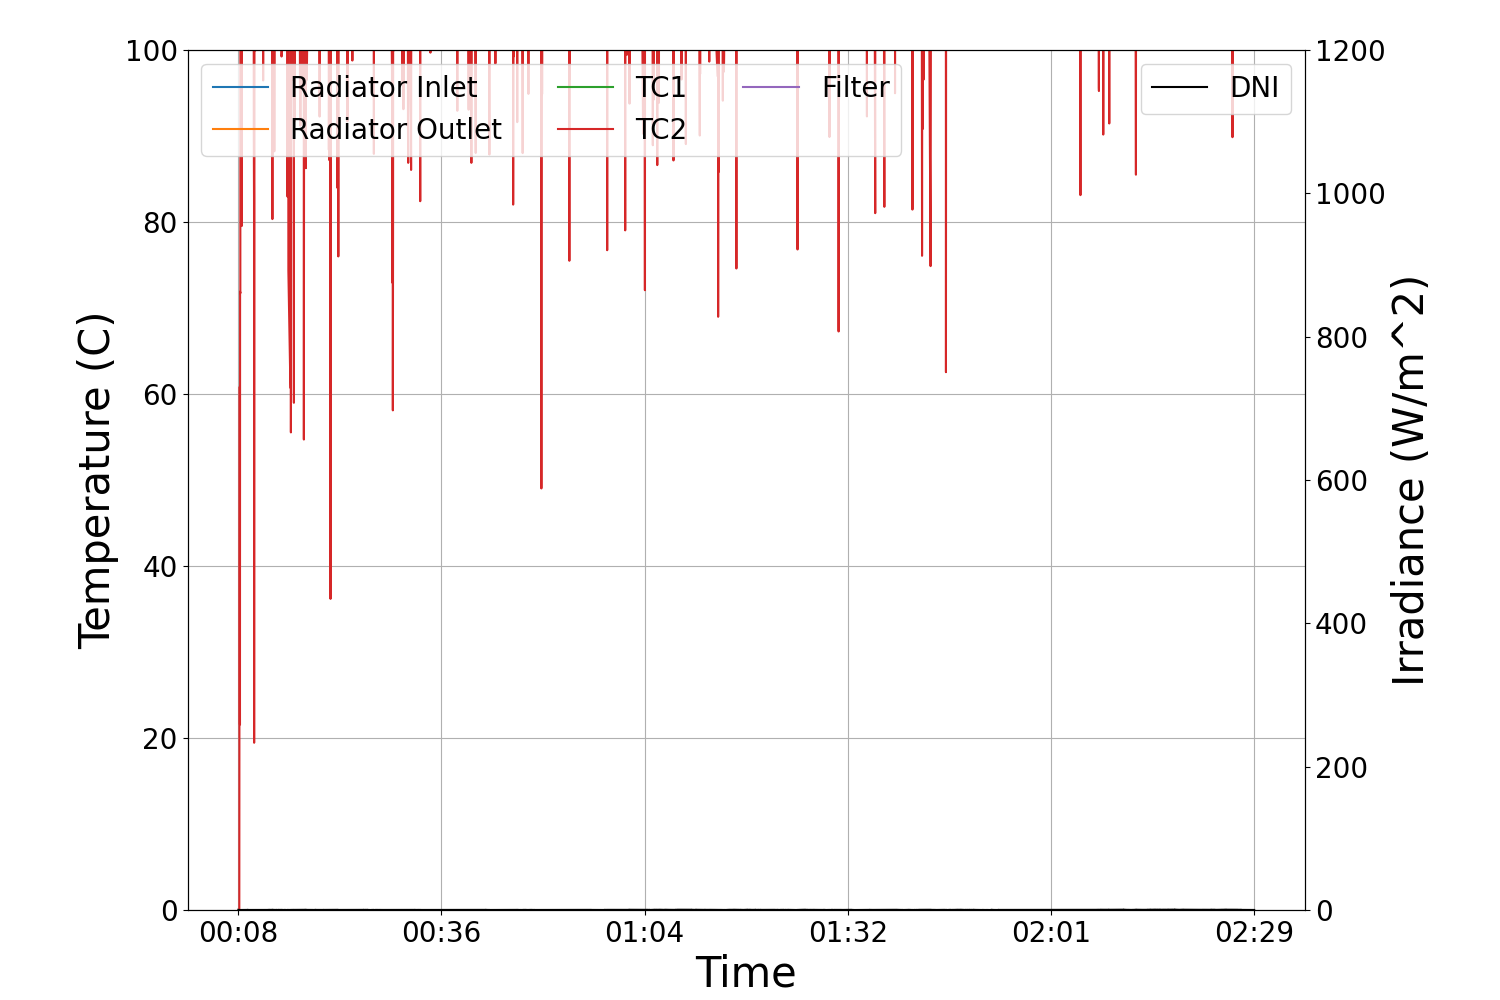 100
80
60
40
20
0
Temperature (C)
Radiator Inlet
Radiator Outlet
TC1
TC2
Filter
DNI
1200
1000
800
600
400
200
0
Irradiance (W/m^2)
00:08
00:36
01:04
01:32
02:01
02:29
Time